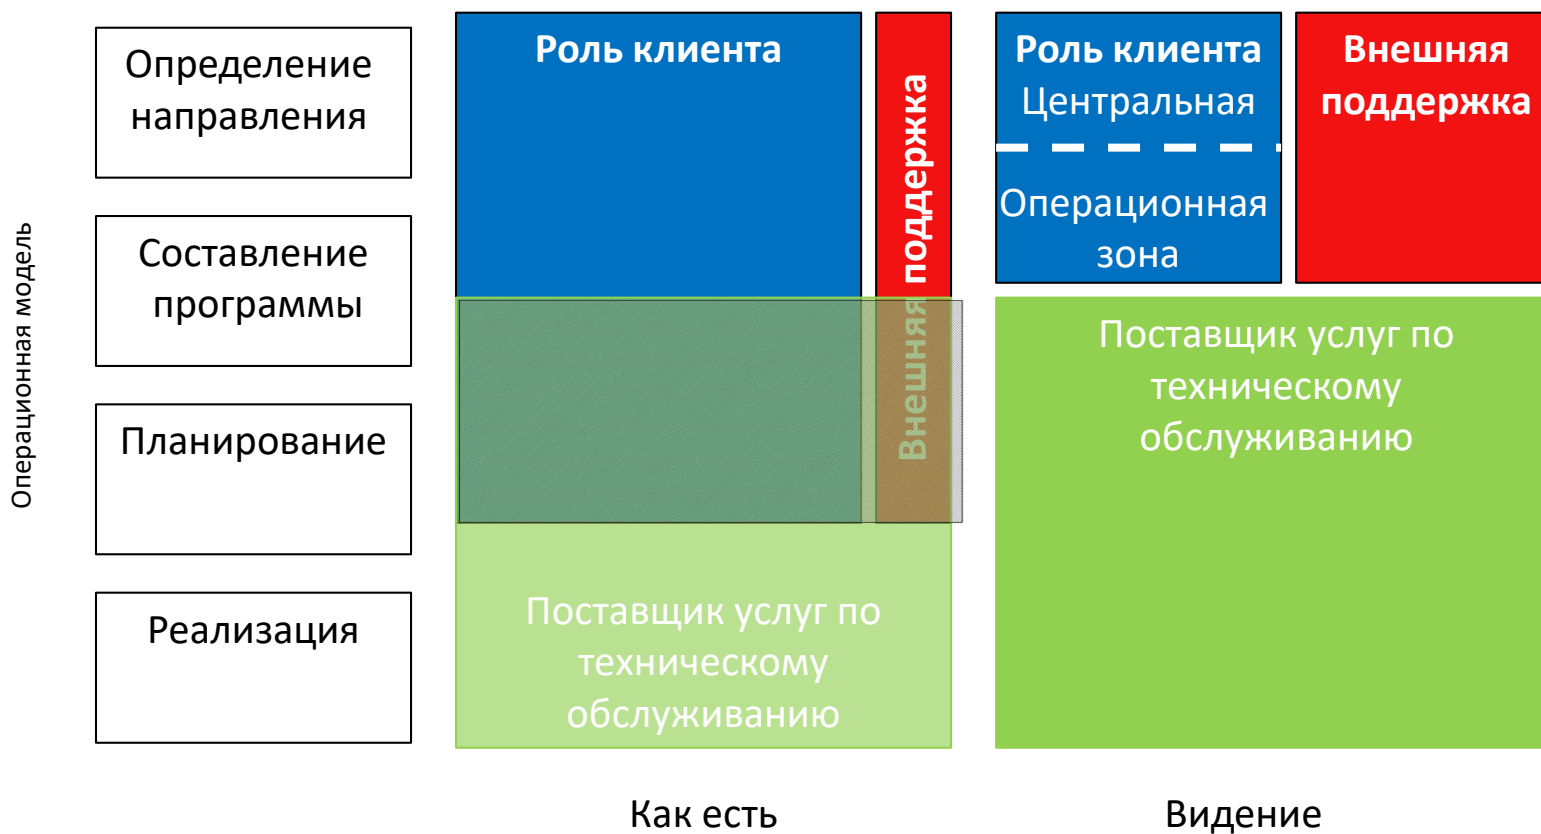 Операционная модель
Определение
направления
Составление
программы
Планирование
Реализация
Роль клиента
Внешняя поддержка
Поставщик услуг по
техническому
обслуживанию
Как есть
Роль клиента
Центральная
Операционная
зона
Внешняя
поддержка
Поставщик услуг по
техническому
обслуживанию
Видение